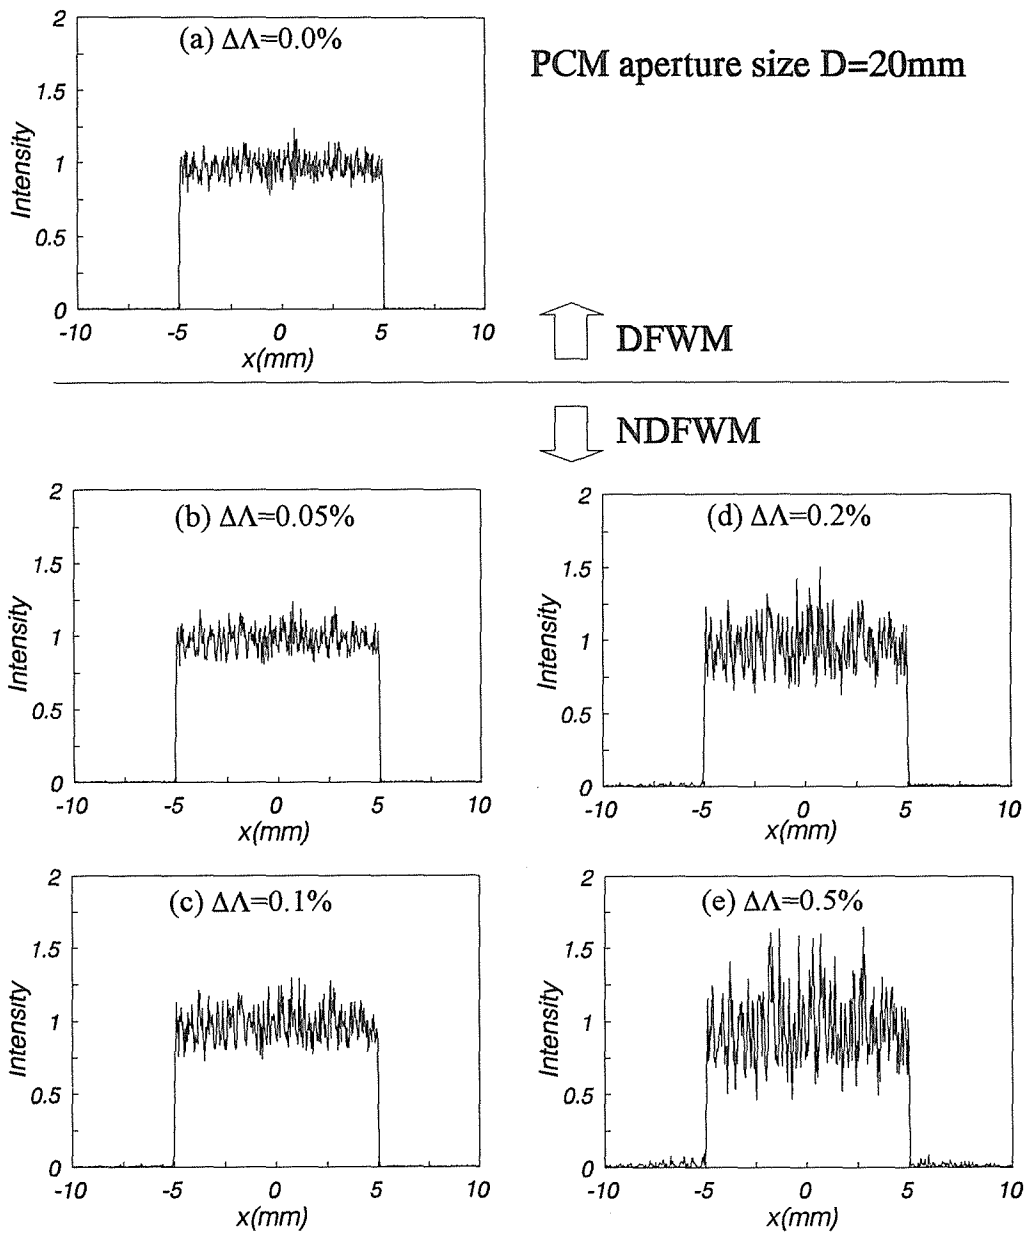 (a) ΔΛ=0.0%
PCM aperture size D=20mm
2
1.5
1
0.5
0
Intensity
-10 -5 0 5 10
x(mm)
DFWM
NDFWM
(b) ΔΛ=0.05%
2
1.5
1
0.5
0
Intensity
-10 -5 0 5 10
x(mm)
(d) ΔΛ=0.2%
2
1.5
1
0.5
0
Intensity
-10 -5 0 5 10
x(mm)
(c) ΔΛ=0.1%
2
1.5
1
0.5
0
Intensity
-10 -5 0 5 10
x(mm)
(e) ΔΛ=0.5%
2
1.5
1
0.5
0
Intensity
-10 -5 0 5 10
x(mm)